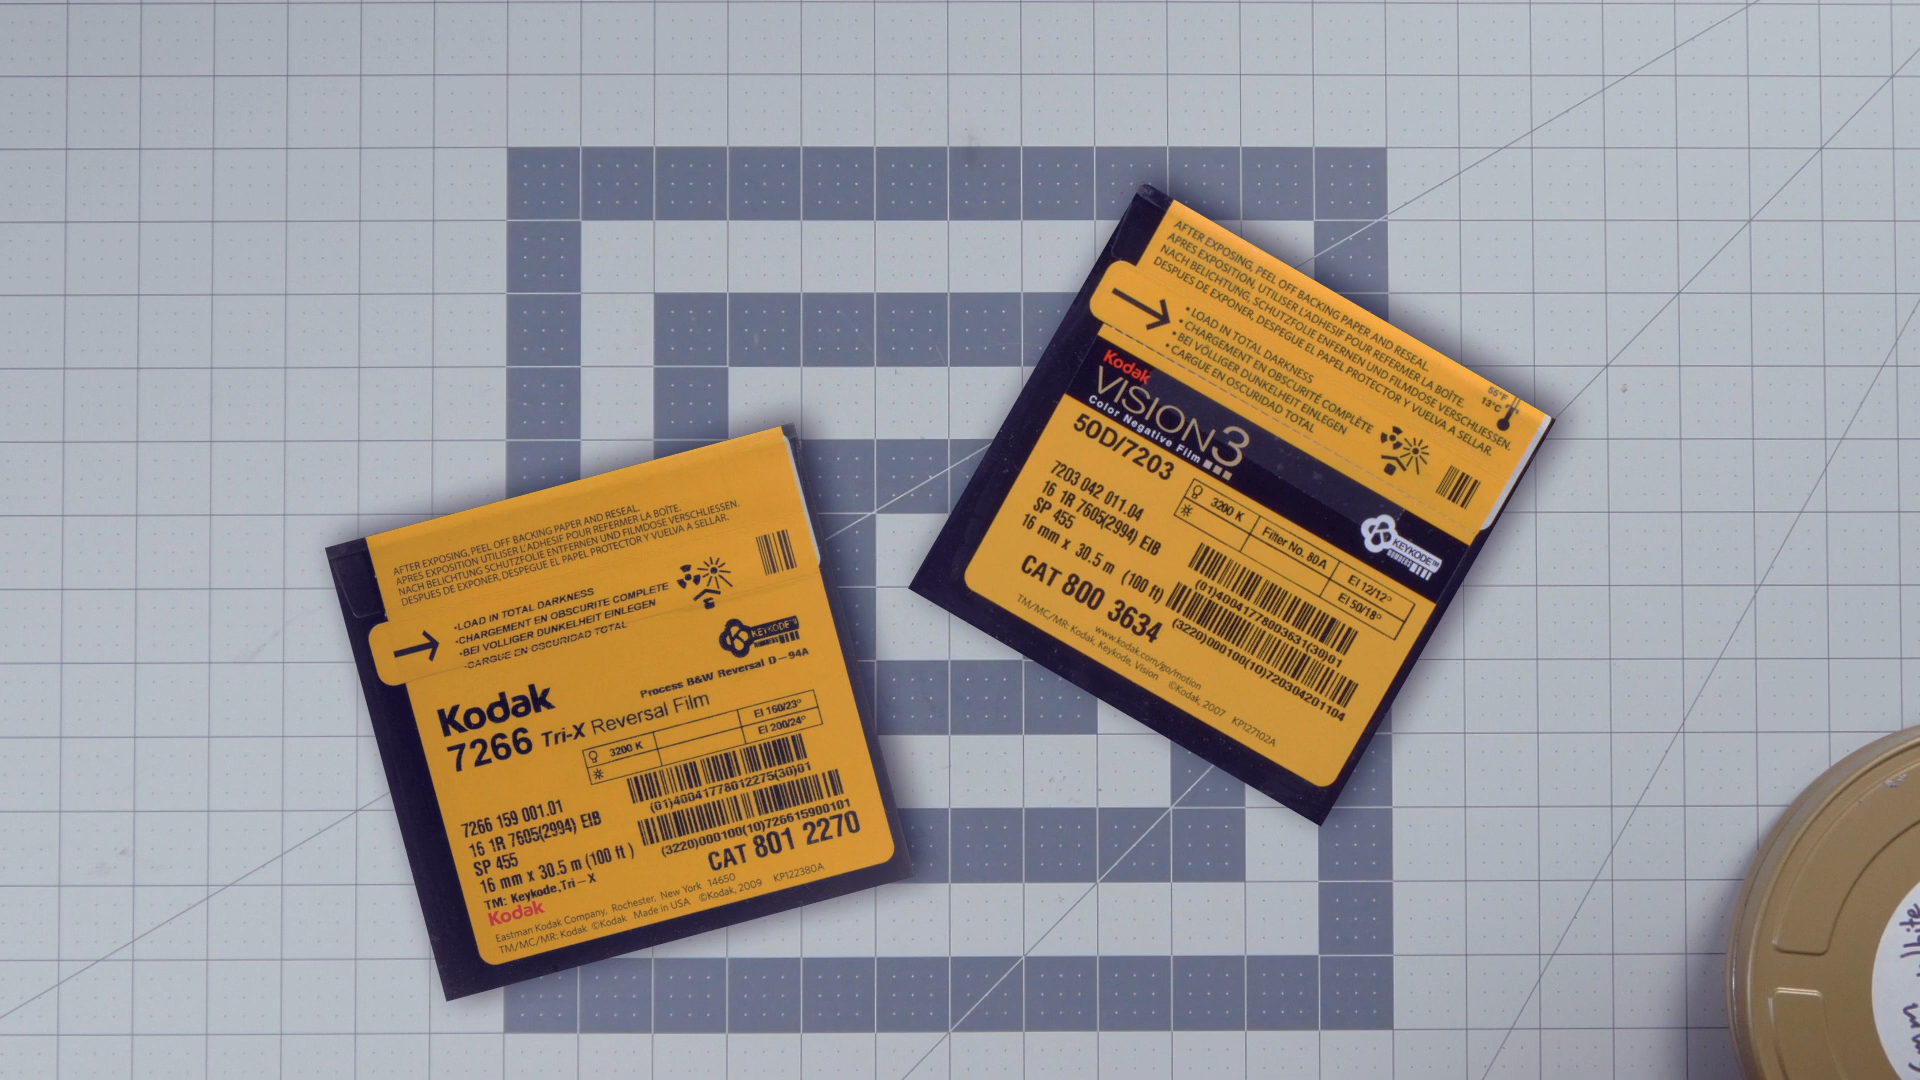 AFTER EXPOSING, PEEL OFF BACKING PAPER AND RESEAL.
APRES EXPOSITION UTILISER L'ADHESIF POUR REFERMER LA BOÎTE.
NACH BELICHTUNG SCHUTZFOLIE ENTFERNEN UND FILMDOSE VERSCHLIESSEN.
DESPUES DE EXPONER, DESPEGUE EL PAPEL PROTECTOR Y VUELVA A SELLAR.
•LOAD IN TOTAL DARKNESS
•CHARGEMENT EN OBSCURITE COMPLETE
•BEI VOLLIGER DUNKELHEIT EINLEGEN
•CARGUE EN OSCURIDAD TOTAL
KEYKODE™
Process B&W Reversal D-94A
Kodak
7266 Tri-X Reversal Film
3200 K
EI 160/23°
EI 200/24°
(01)40041778012275(30)01
(3220)000100(10)726615900101
7266 159 001.01
16 1R 7605(2994) EIB
SP 455
16 mm x 30.5 m (100 ft )
CAT 801 2270
TM: Keykode,Tri-X
Kodak
Eastman Kodak Company, Rochester, New York 14650
TM/MC/MR: Kodak ©Kodak Made in USA ©Kodak, 2009 KP122380A
AFTER EXPOSING, PEEL OFF BACKING PAPER AND RESEAL.
APRES EXPOSITION, UTILISER L'ADHESIF POUR REFERMER LA BOÎTE.
NACH BELICHTUNG, SCHUTZFOLIE ENFERNEN UND FILMDOSE VERSCHLIESSEN.
DESPUES DE EXPONER, DESPEGUE EL PAPEL PROTECTOR Y VUELVA A SELLAR.
• LOAD IN TOTAL DARKNESS
• CHARGEMENT EN OBSCURITÉ COMPLÈTE
• BEI VÖLLIGER DUNKELHEIT EINLEGEN
• CARGUE EN OSCURIDAD TOTAL
55°F
13°C
Kodak
VISION3
Color Negative Film
KEYKODE™
NUMBERS
50D/7203
3200 K
Filter No. 80A
EI 12/12°
EI 50/18°
7203 042 011.04
16 1R 7605(2994) EIB
SP 455
16 mm x 30.5 m (100 ft)
CAT 800 3634
(01)40041778003631(30)01
(3220)000100(10)720304201104
www.kodak.com/go/motion
TM/MC/MR: Kodak, Keykode, Vision ©Kodak, 2007 KP127102A